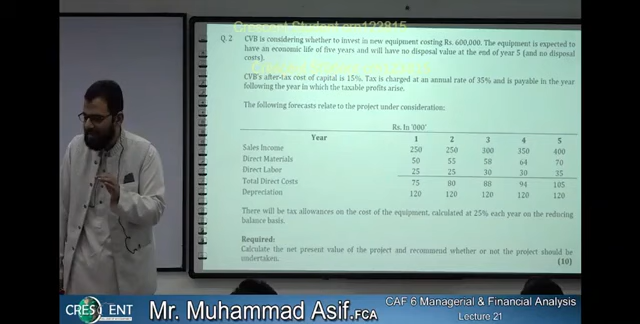 Crescent Student crn123815
Q. 2 CVB is considering whether to invest in new equipment costing Rs. 600,000. The equipment is expected to
have an economic life of five years and will have no disposal value at the end of year 5 (and no disposal
costs).
CVB's after-tax cost of capital is 15%. Tax is charged at an annual rate of 35% and is payable in the year
following the year in which the taxable profits arise.
The following forecasts relate to the project under consideration:
Rs. In '000'
Year 1 2 3 4 5
Sales Income 250 250 300 350 400
Direct Materials 50 55 58 64 70
Direct Labor 25 25 30 30 35
Total Direct Costs 75 80 88 94 105
Depreciation 120 120 120 120 120
There will be tax allowances on the cost of the equipment, calculated at 25% each year on the reducing
balance basis.
Required:
Calculate the net present value of the project and recommend whether or not the project should be
undertaken. (10)
CRESCENT
Mr. Muhammad Asif.FCA
CAF 6 Managerial & Financial Analysis
Lecture 21